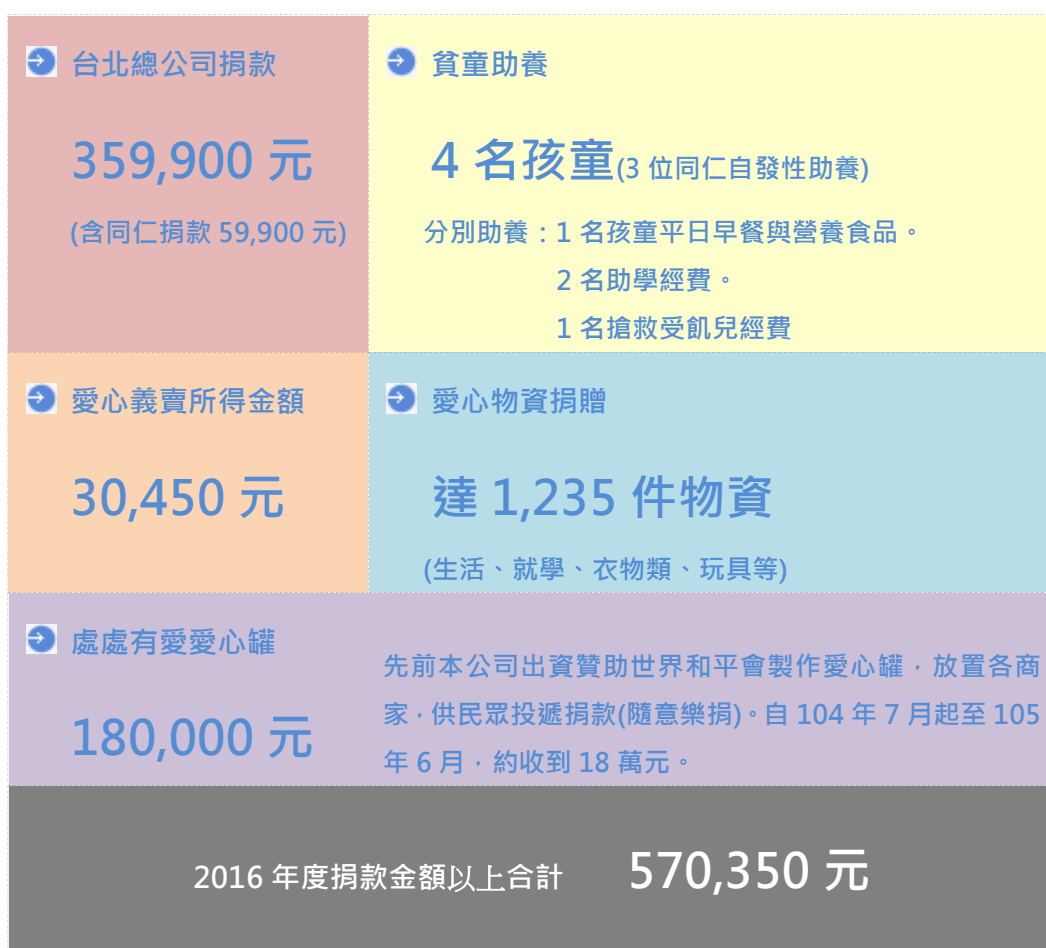 台北總公司捐款
359,900 元
(含同仁捐款 59,900 元)
貧童助養
4 名孩童(3 位同仁自發性助養)
分別助養：1 名孩童平日早餐與營養食品。
2 名助學經費。
1 名搶救受飢兒經費
愛心義賣所得金額
30,450 元
愛心物資捐贈
達 1,235 件物資
(生活、就學、衣物類、玩具等)
處處有愛愛心罐
180,000 元
先前本公司出資贊助世界和平會製作愛心罐，放置各商
家，供民眾投遞捐款(隨意樂捐)。自 104 年 7 月起至 105
年 6 月，約收到 18 萬元。
2016 年度捐款金額以上合計 570,350 元